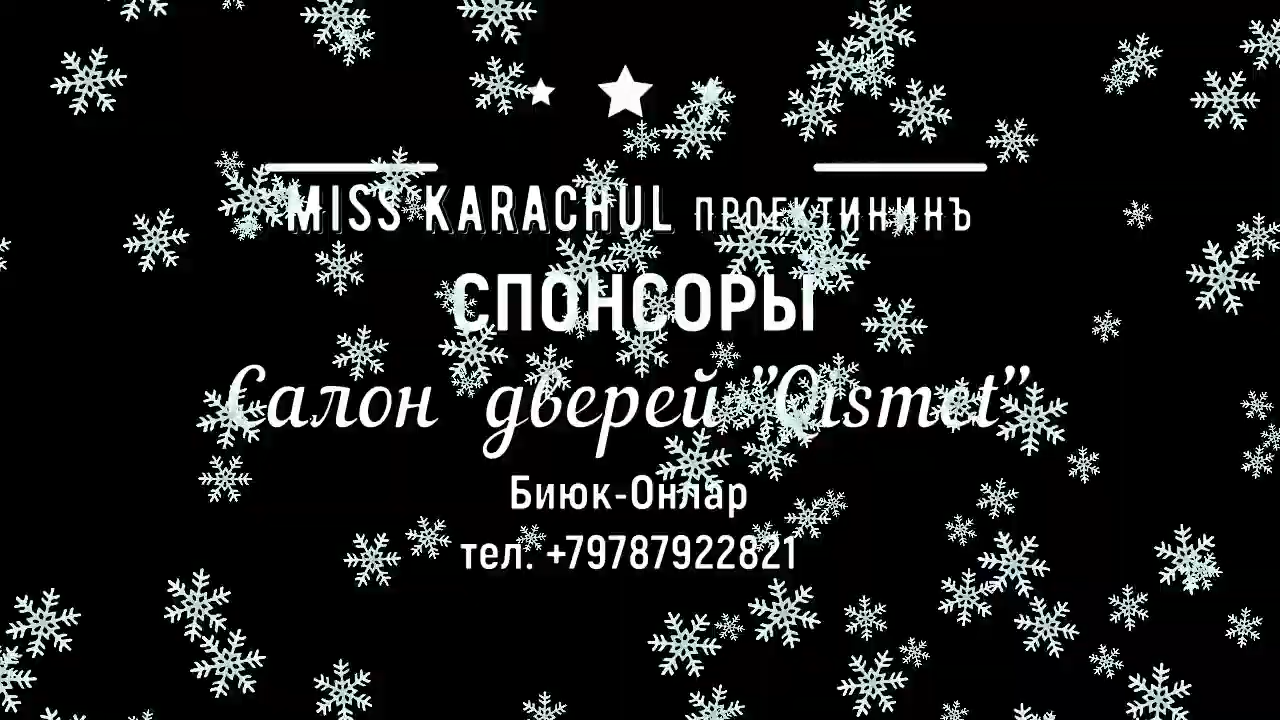 MISS KARACHUL ПРОЕКТИНИНЪ
СПОНСОРЫ
Салон дверей "Qismet"
Биюк-Онлар
тел. +79787922821